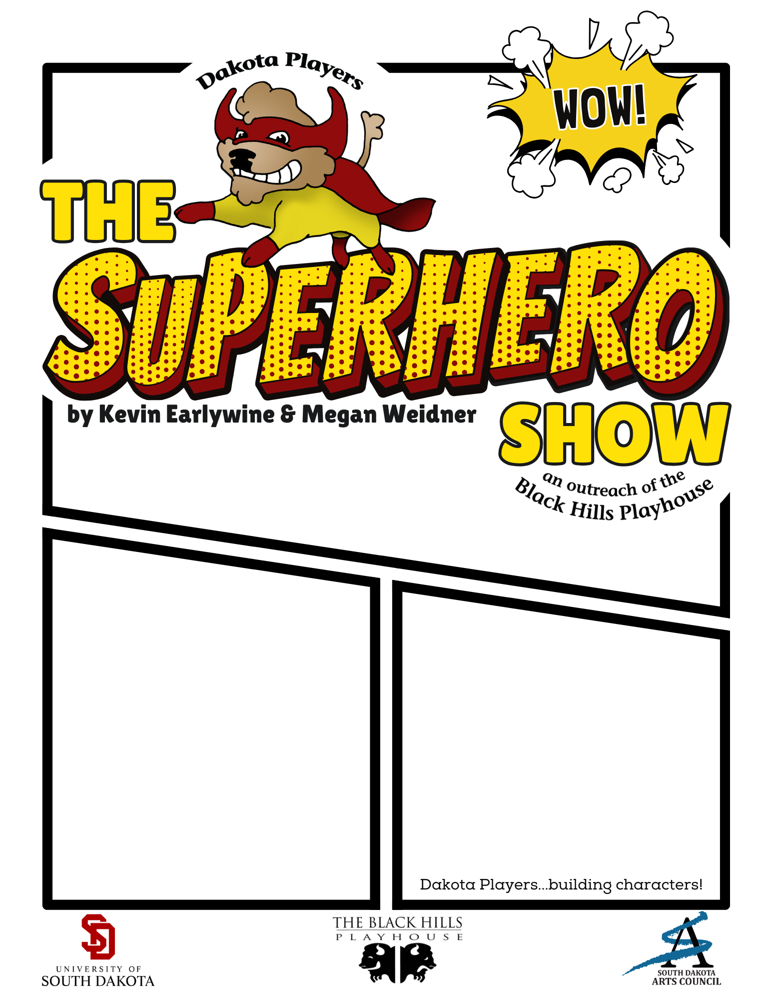 Dakota Players
WOW!
THE
SUPERHERO
by Kevin Earlywine & Megan Weidner
SHOW
an outreach of the
Black Hills Playhouse
Dakota Players...building characters!
SD
UNIVERSITY OF
SOUTH DAKOTA
THE BLACK HILLS
PLAYHOUSE
SA
SOUTH DAKOTA
ARTS COUNCIL